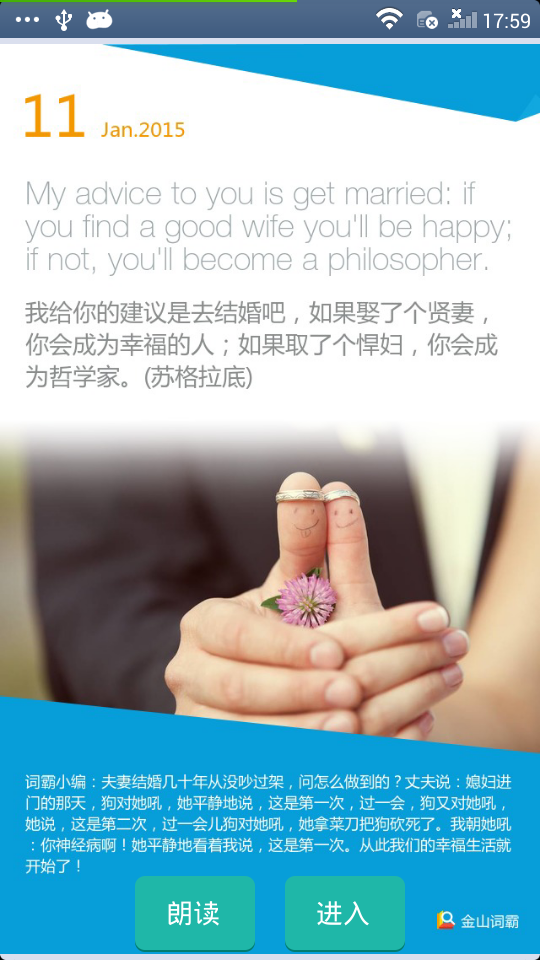 17:59
11 Jan.2015
My advice to you is get married: if
you find a good wife you'll be happy;
if not, you'll become a philosopher.
我给你的建议是去结婚吧，如果娶了个贤妻，
你会成为幸福的人；如果取了个悍妇，你会成
为哲学家。(苏格拉底)
词霸小编：夫妻结婚几十年从没吵过架，问怎么做到的？丈夫说：媳妇进
门的那天，狗对她吼，她平静地说，这是第一次，过一会，狗又对她吼，
她说，这是第二次，过一会儿狗对她吼，她拿菜刀把狗砍死了。我朝她吼
：你神经病啊！她平静地看着我说，这是第一次。从此我们的幸福生活就
开始了！
朗读 进入 金山词霸